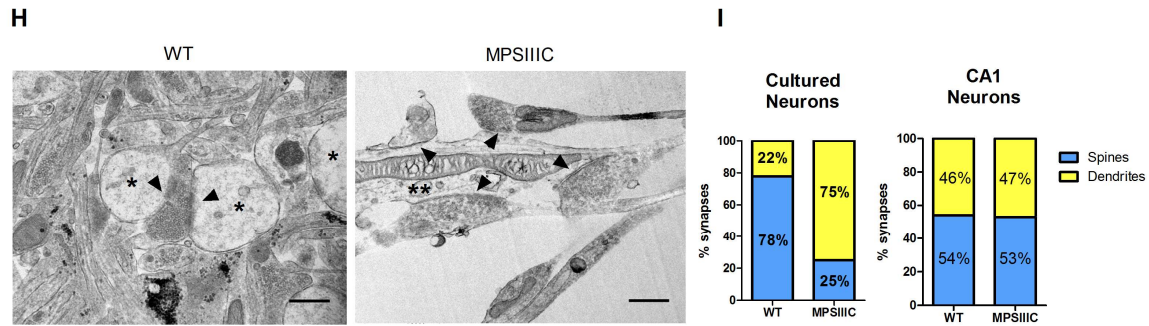 H
WT
MPSIIIC
*
*
*
**
*
I
Cultured
Neurons
% synapses
100
80
60
40
20
0
22%
78%
75%
25%
WT
MPSIIIC
CA1
Neurons
% synapses
100
80
60
40
20
0
46%
54%
47%
53%
WT
MPSIIIC
Spines
Dendrites